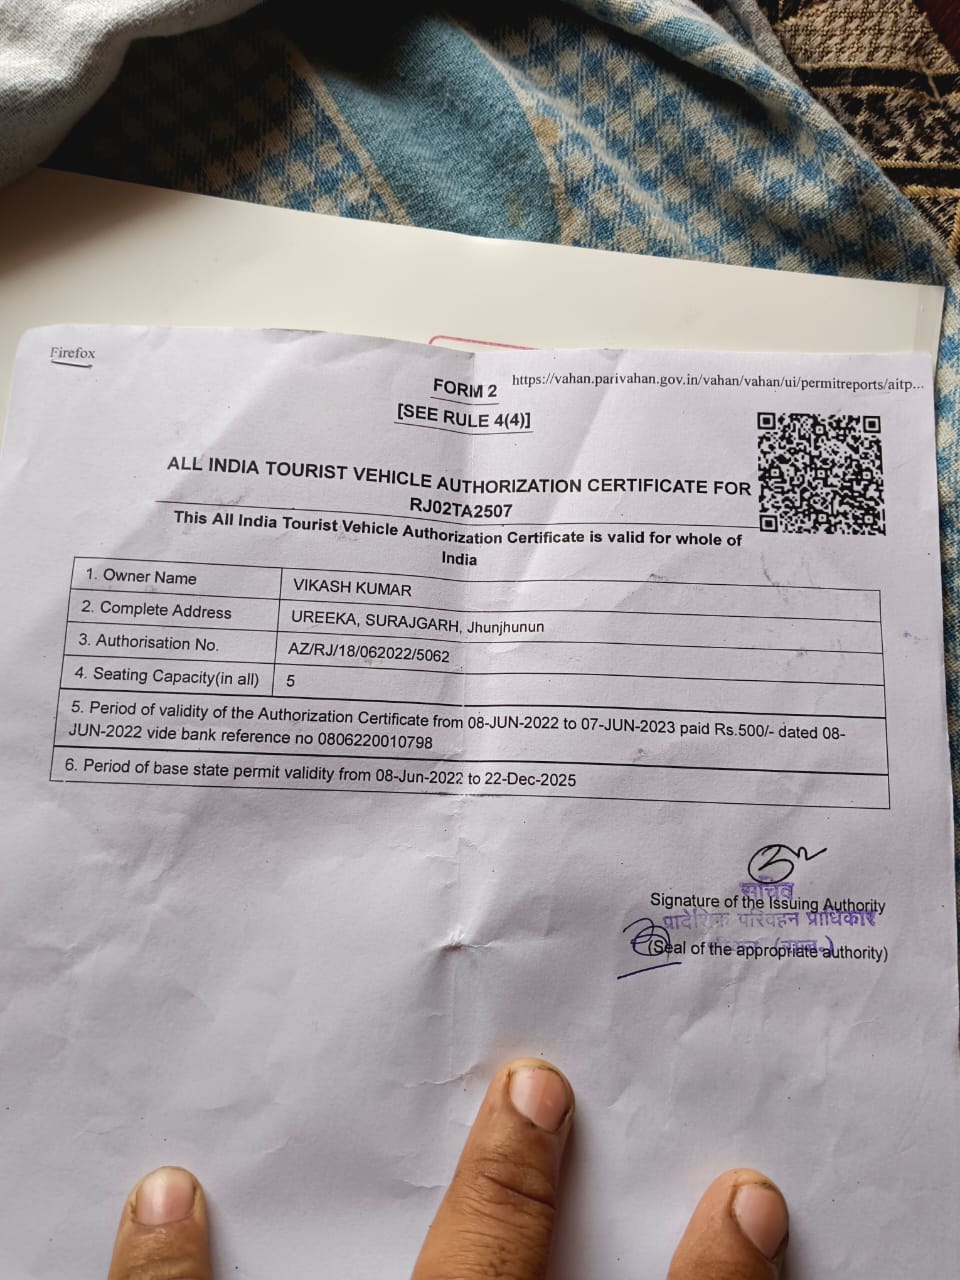 Firefox
https://vahan.parivahan.gov.in/vahan/vahan/ui/permitreports/aitp...
FORM 2
[SEE RULE 4(4)]
ALL INDIA TOURIST VEHICLE AUTHORIZATION CERTIFICATE FOR
RJ02TA2507
This All India Tourist Vehicle Authorization Certificate is valid for whole of
India
1. Owner Name VIKASH KUMAR
2. Complete Address UREEKA, SURAJGARH, Jhunjhunun
3. Authorisation No. AZ/RJ/18/062022/5062
4. Seating Capacity(in all) 5
5. Period of validity of the Authorization Certificate from 08-JUN-2022 to 07-JUN-2023 paid Rs.500/- dated 08-
JUN-2022 vide bank reference no 0806220010798
6. Period of base state permit validity from 08-Jun-2022 to 22-Dec-2025
सचिव
Signature of the Issuing Authority
प्रादेशिक परिवहन प्राधिकार
(Seal of the appropriate authority)